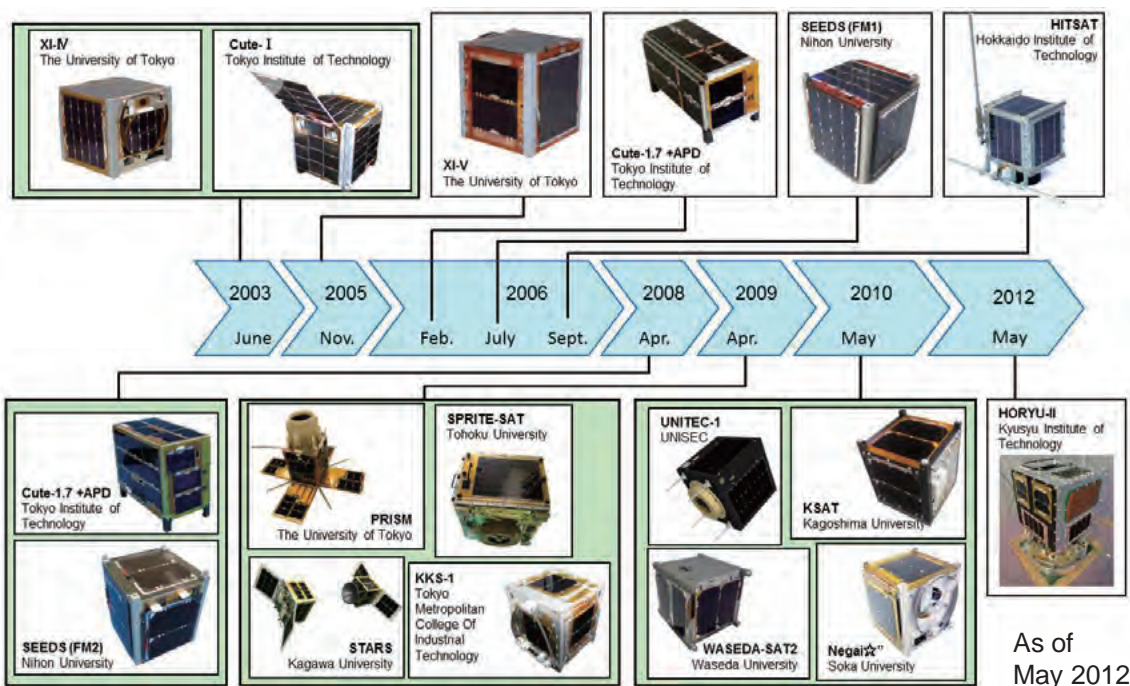 XI-Ⅳ
The University of Tokyo
Cute-Ⅰ
Tokyo Institute of Technology
XI-V
The University of Tokyo
Cute-1.7 +APD
Tokyo Institute of
Technology
SEEDS (FM1)
Nihon University
HITSAT
Hokkaido Institute of
Technology
2003
June
2005
Nov.
2006
Feb.
July
Sept.
2008
Apr.
2009
Apr.
2010
May
2012
May
Cute-1.7 +APD
Tokyo Institute of
Technology
SEEDS (FM2)
Nihon University
PRISM
The University of Tokyo
SPRITE-SAT
Tohoku University
STARS
Kagawa University
KKS-1
Tokyo
Metropolitan
College Of
Industrial
Technology
UNITEC-1
UNISEC
KSAT
Kagoshima University
WASEDA-SAT2
Waseda University
Negai☆”
Soka University
HORYU-II
Kyusyu Institute of
Technology
As of
May 2012